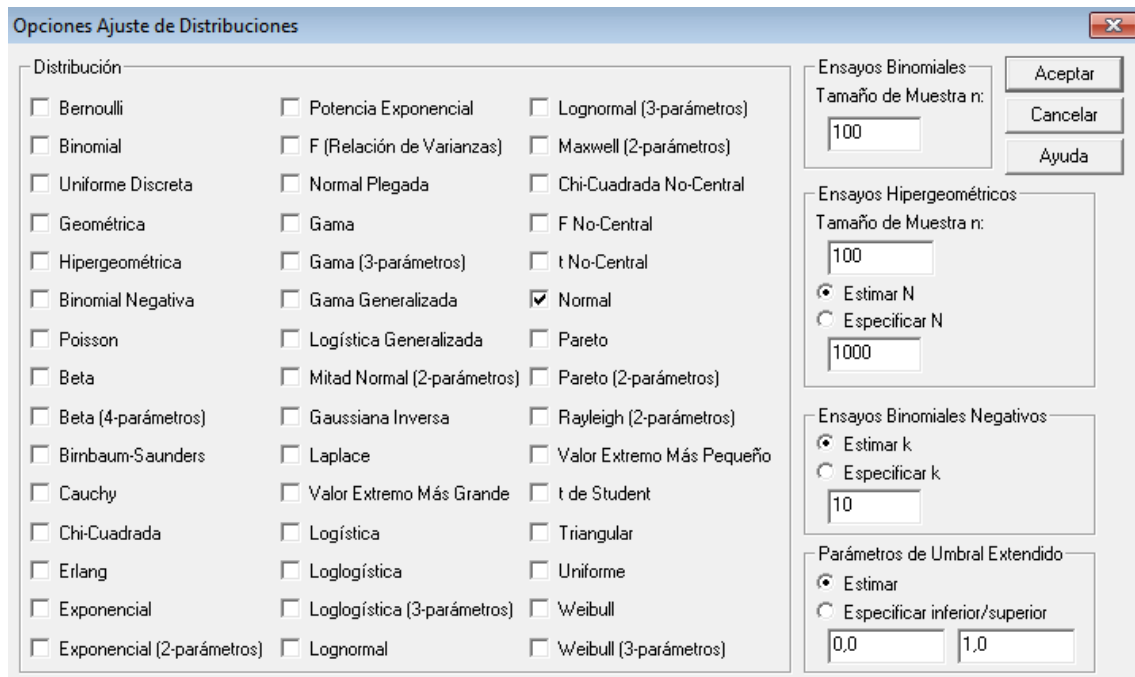 Opciones Ajuste de Distribuciones
Distribución
Bernoulli
Binomial
Uniforme Discreta
Geométrica
Hipergeométrica
Binomial Negativa
Poisson
Beta
Beta (4-parámetros)
Birnbaum-Saunders
Cauchy
Chi-Cuadrada
Erlang
Exponencial
Exponencial (2-parámetros)
Potencia Exponencial
F (Relación de Varianzas)
Normal Plegada
Gama
Gama (3-parámetros)
Gama Generalizada
Logística Generalizada
Mitad Normal (2-parámetros)
Gaussiana Inversa
Laplace
Valor Extremo Más Grande
Logística
Loglogística
Loglogística (3-parámetros)
Lognormal
Lognormal (3-parámetros)
Maxwell (2-parámetros)
Chi-Cuadrada No-Central
F No-Central
t No-Central
Normal
Pareto
Pareto (2-parámetros)
Rayleigh (2-parámetros)
Valor Extremo Más Pequeño
t de Student
Triangular
Uniforme
Weibull
Weibull (3-parámetros)
Ensayos Binomiales
Tamaño de Muestra n:
100
Aceptar
Cancelar
Ayuda
Ensayos Hipergeométricos
Tamaño de Muestra n:
100
Estimar N
Especificar N
1000
Ensayos Binomiales Negativos
Estimar k
Especificar k
10
Parámetros de Umbral Extendido
Estimar
Especificar inferior/superior
0,0
1,0